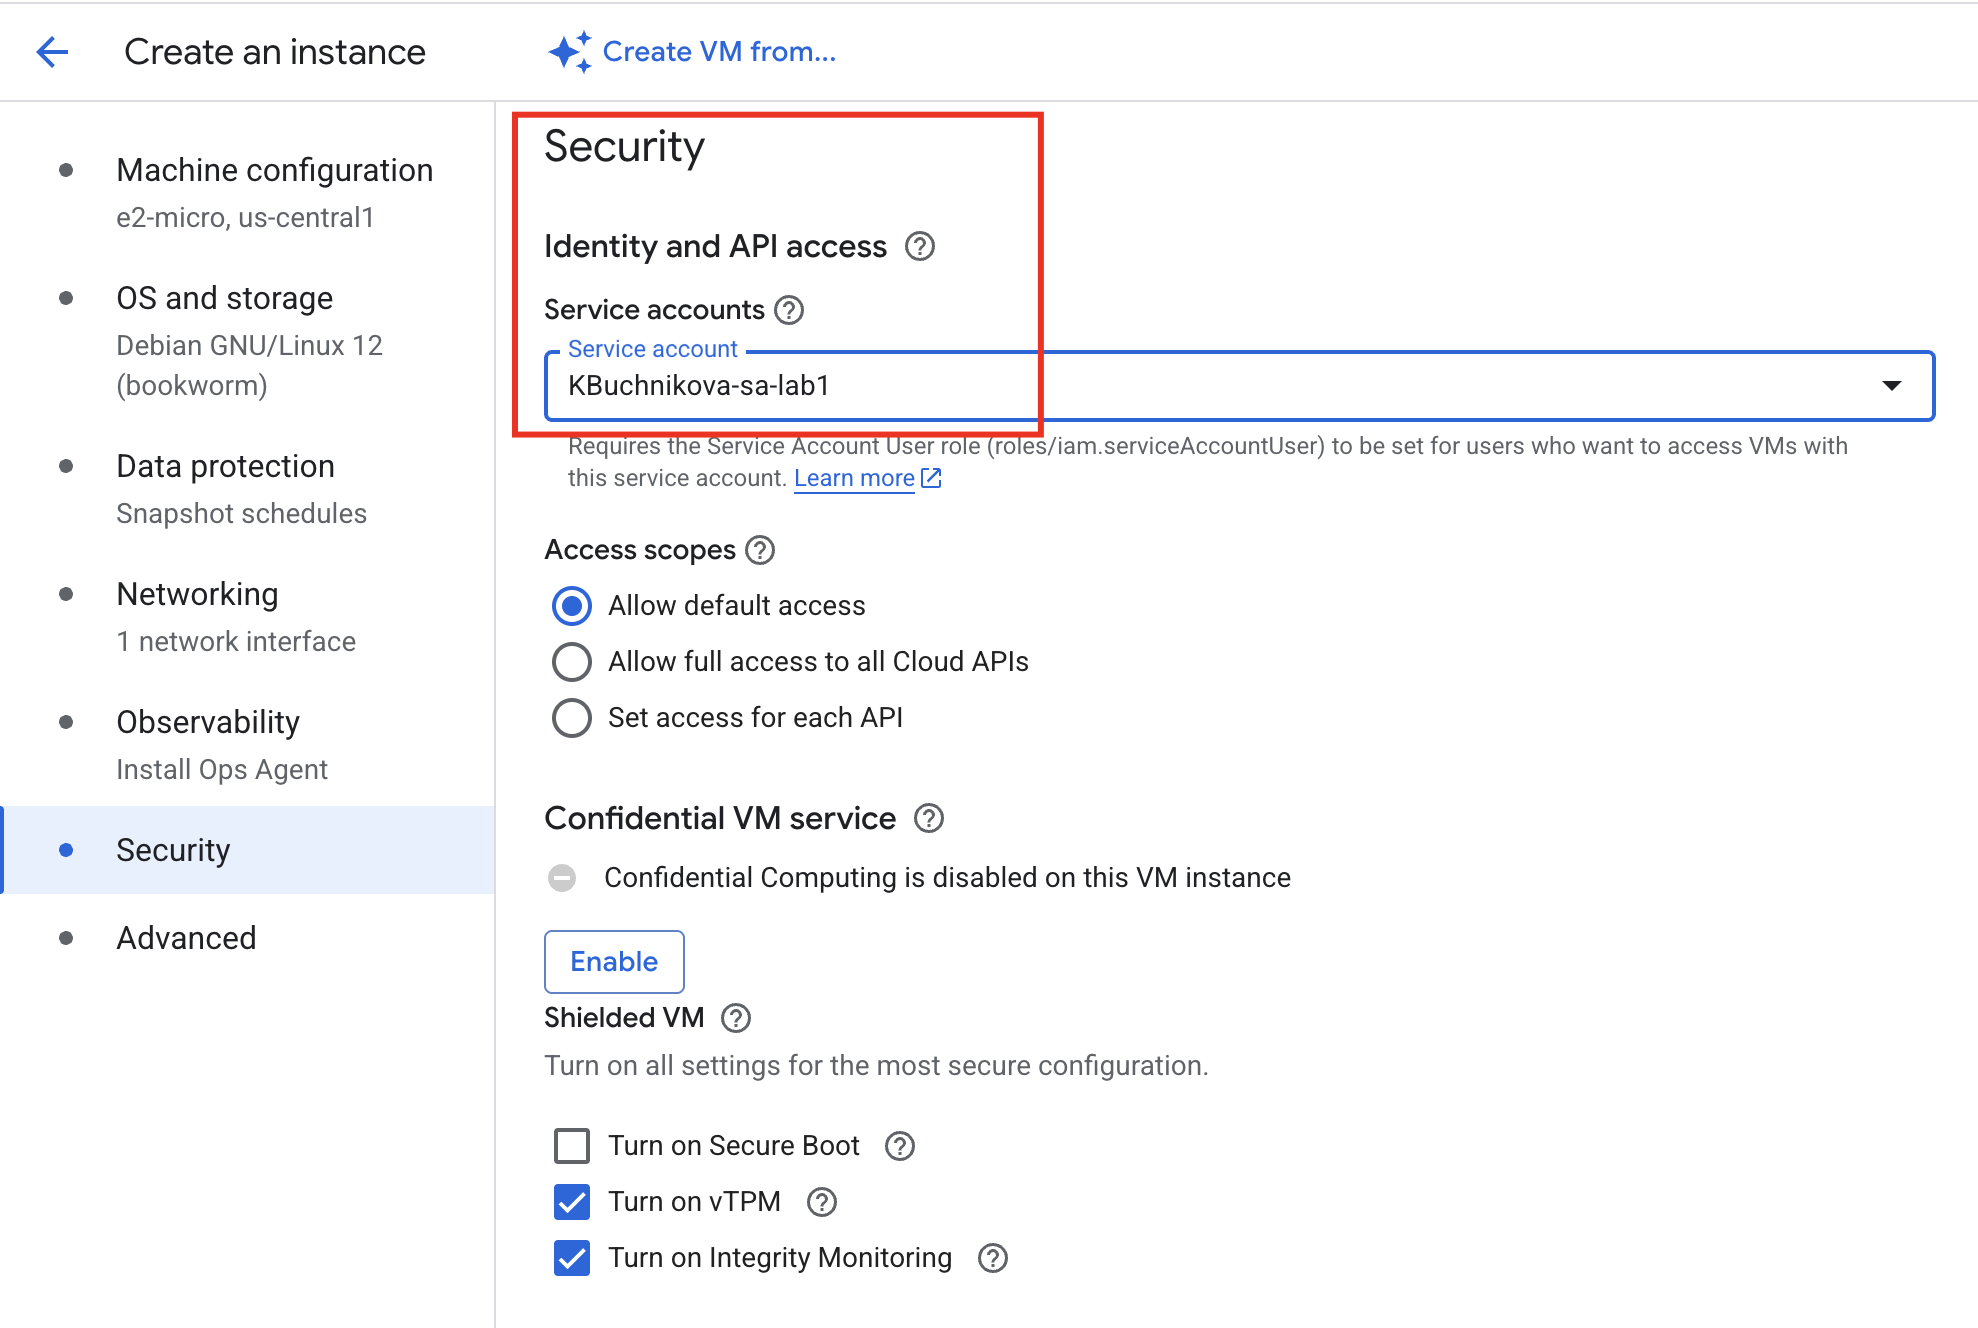 Create an instance
Create VM from...
Machine configuration
e2-micro, us-central1
OS and storage
Debian GNU/Linux 12
(bookworm)
Data protection
Snapshot schedules
Networking
1 network interface
Observability
Install Ops Agent
Security
Advanced
Security
Identity and API access
Service accounts
Service account
KBuchnikova-sa-lab1
Requires the Service Account User role (roles/iam.serviceAccountUser) to be set for users who want to access VMs with
this service account. Learn more
Access scopes
Allow default access
Allow full access to all Cloud APIs
Set access for each API
Confidential VM service
Confidential Computing is disabled on this VM instance
Enable
Shielded VM
Turn on all settings for the most secure configuration.
Turn on Secure Boot
Turn on vTPM
Turn on Integrity Monitoring